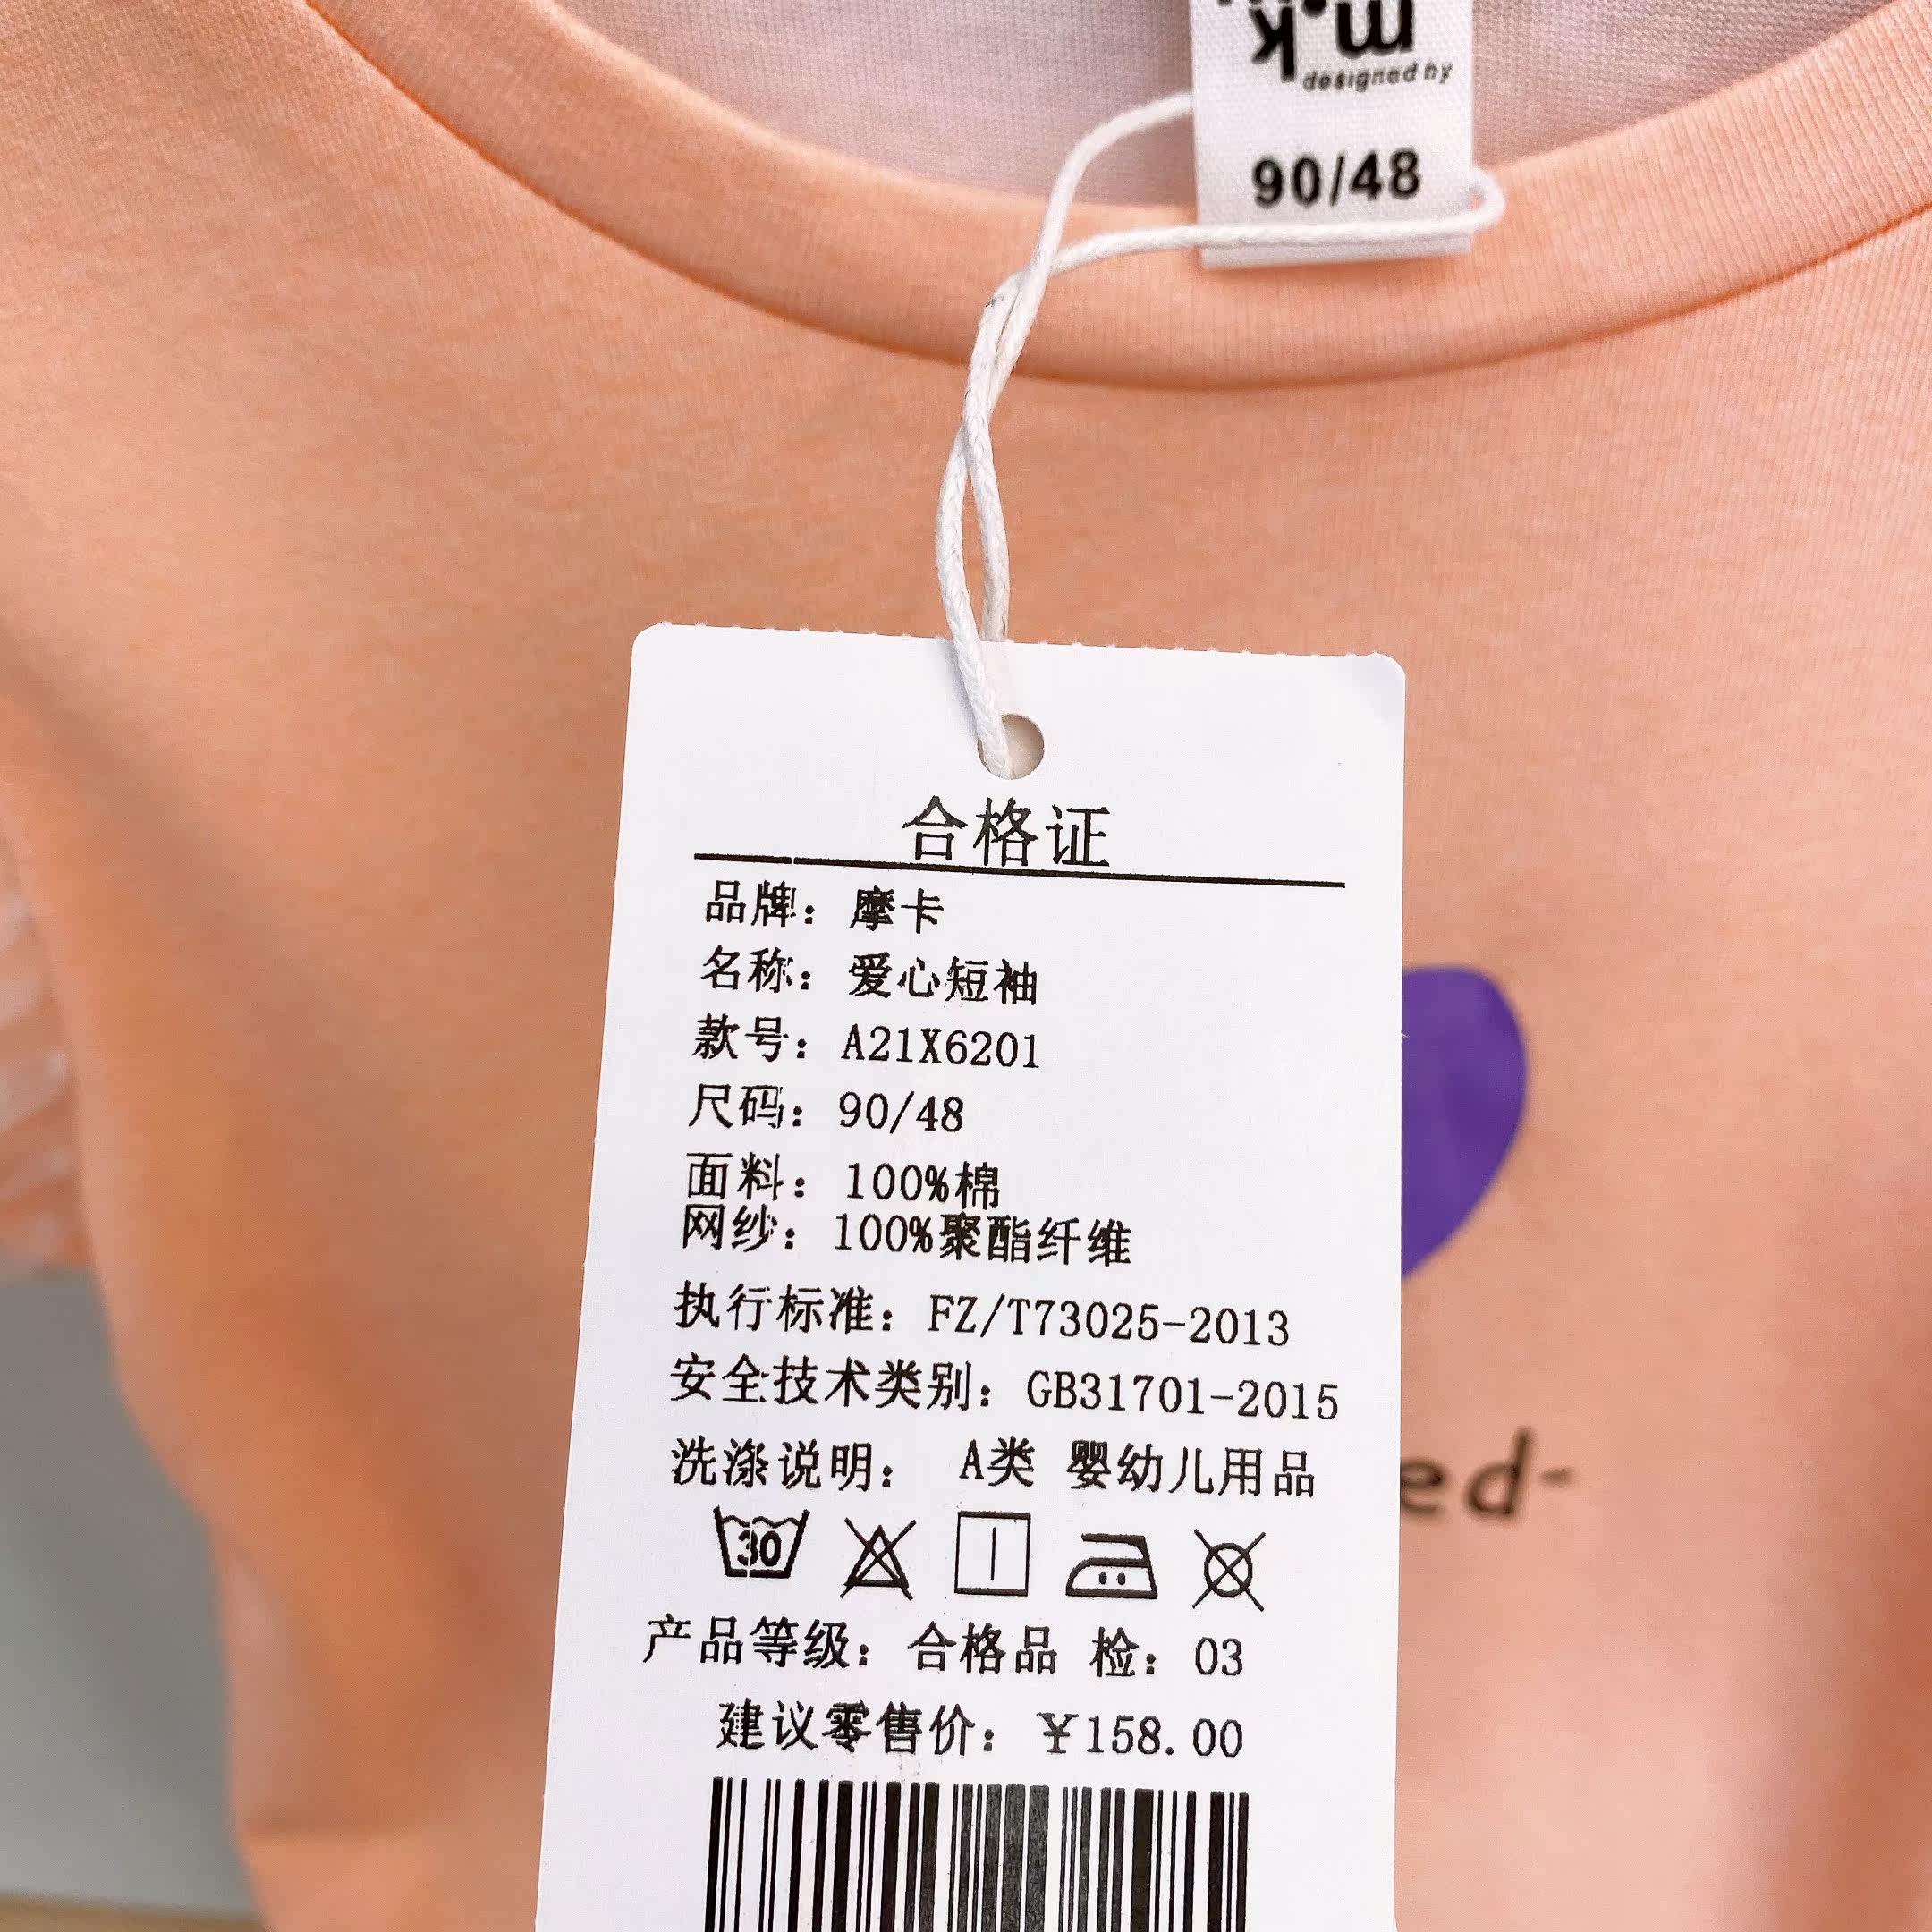 m.k
designed by
90/48
合格证
品牌：摩卡
名称：爱心短袖
款号：A21X6201
尺码：90/48
面料：100%棉
网纱：100%聚酯纤维
执行标准：FZ/T73025-2013
安全技术类别：GB31701-2015
洗涤说明： A类 婴幼儿用品
30
产品等级：合格品 检：03
建议零售价：¥158.00
ed-